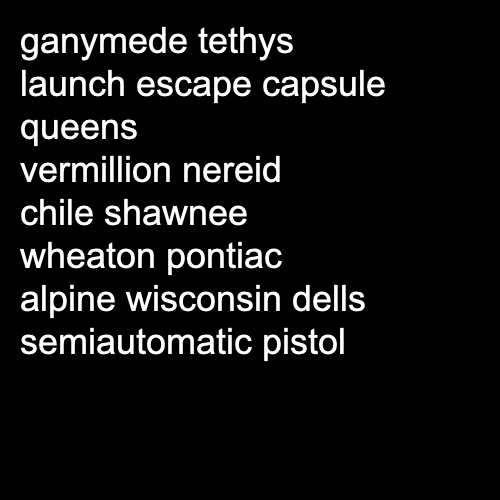 ganymede tethys
launch escape capsule
queens
vermillion nereid
chile shawnee
wheaton pontiac
alpine wisconsin dells
semiautomatic pistol